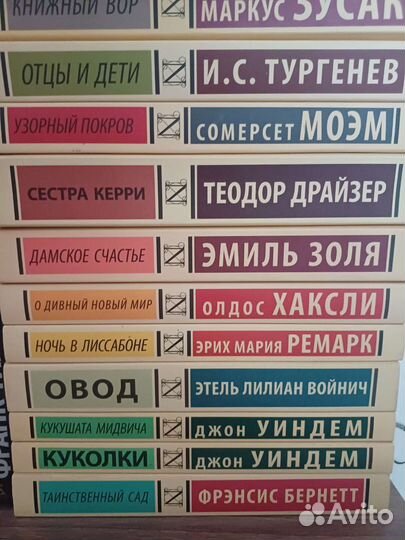 КНИЖНЫЙ ВОР МАРКУС ЗУСАК
ОТЦЫ И ДЕТИ И.С. ТУРГЕНЕВ
УЗОРНЫЙ ПОКРОВ СОМЕРСЕТ МОЭМ
СЕСТРА КЕРРИ ТЕОДОР ДРАЙЗЕР
ДАМСКОЕ СЧАСТЬЕ ЭМИЛЬ ЗОЛЯ
О ДИВНЫЙ НОВЫЙ МИР ОЛДОС ХАКСЛИ
НОЧЬ В ЛИССАБОНЕ ЭРИХ МАРИЯ РЕМАРК
ОВОД ЭТЕЛЬ ЛИЛИАН ВОЙНИЧ
КУКУШАТА МИДВИЧА ДЖОН УИНДЕМ
КУКОЛКИ ДЖОН УИНДЕМ
ТАИНСТВЕННЫЙ САД ФРЭНСИС БЕРНЕТТ
Avito